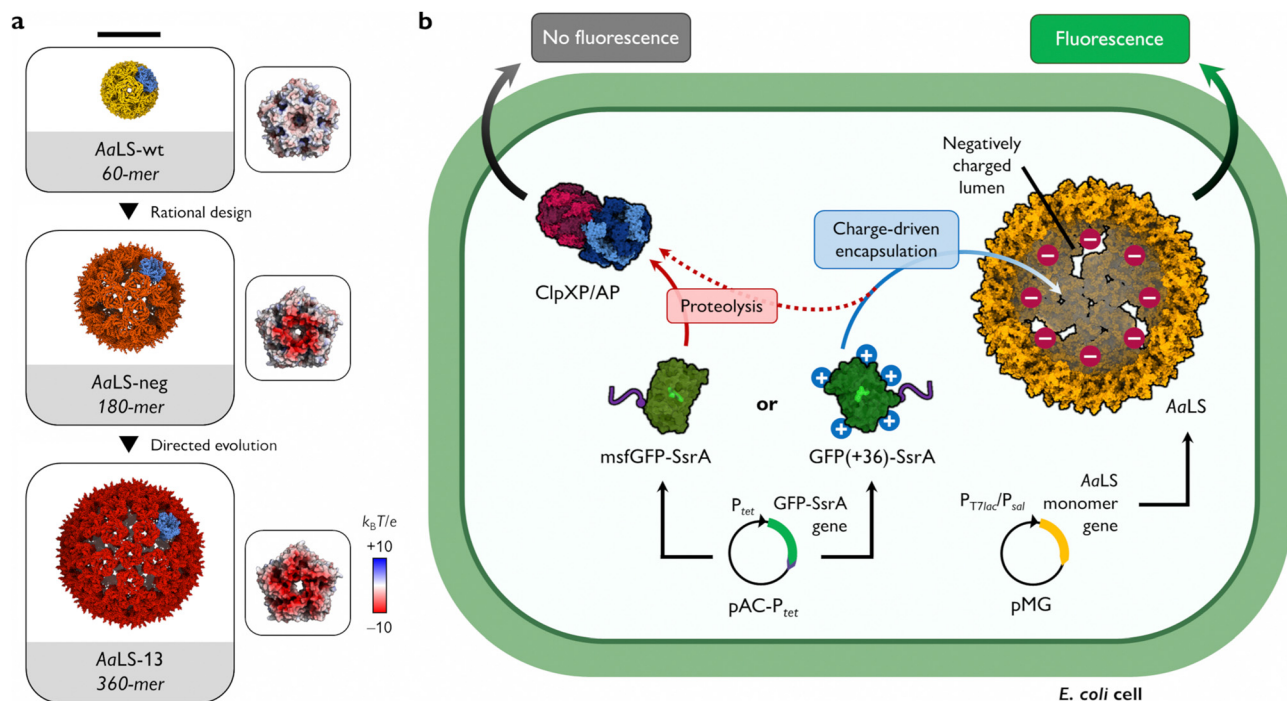 a
AaLS-wt
60-mer
Rational design
AaLS-neg
180-mer
Directed evolution
AaLS-13
360-mer
kBT/e
+10
−10
b
No fluorescence
Fluorescence
Negatively
charged
lumen
Charge-driven
encapsulation
ClpXP/AP
Proteolysis
− − − − − − − −
+ + + + +
or
msfGFP-SsrA
GFP(+36)-SsrA
AaLS
Ptet
GFP-SsrA
gene
pAC-Ptet
PT7lac/Psal
AaLS
monomer
gene
pMG
E. coli cell